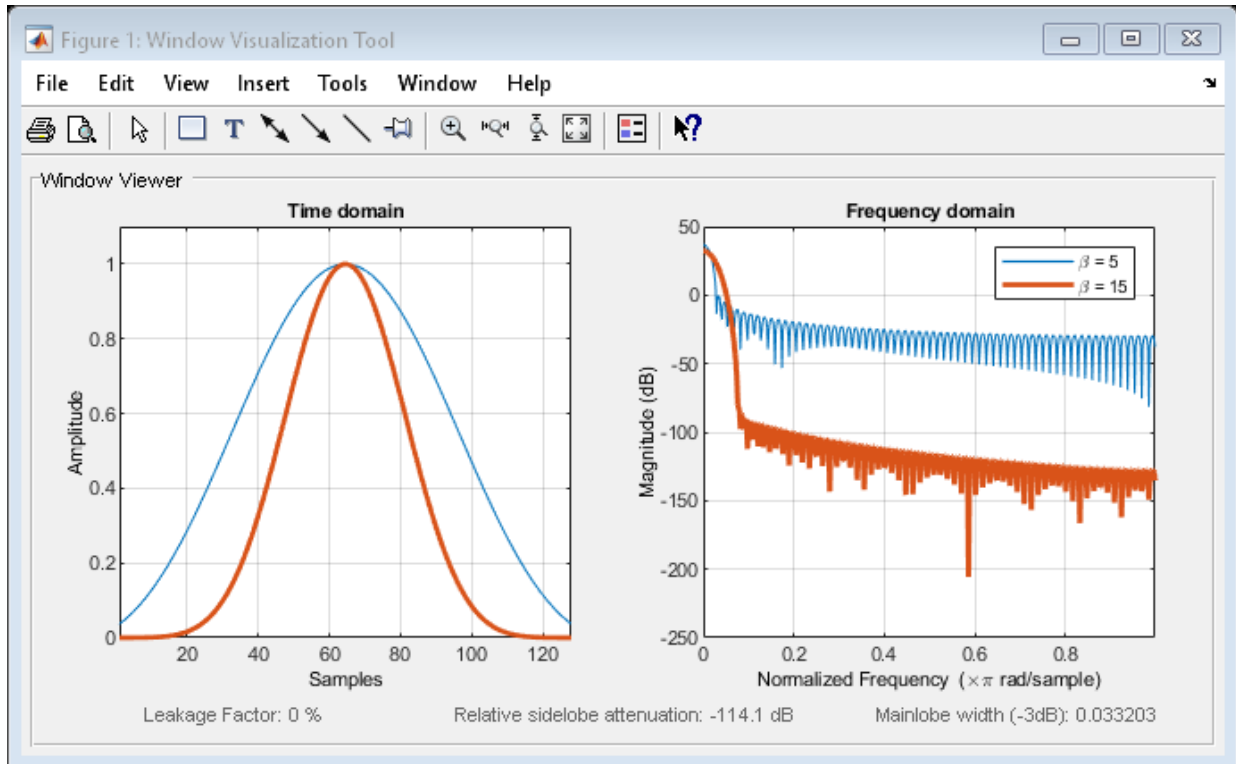 Figure 1: Window Visualization Tool
File Edit View Insert Tools Window Help
T
?
Window Viewer
Time domain
Amplitude
1
0.8
0.6
0.4
0.2
0
20 40 60 80 100 120
Samples
Frequency domain
Magnitude (dB)
50
0
-50
-100
-150
-200
-250
0 0.2 0.4 0.6 0.8
Normalized Frequency (×π rad/sample)
β = 5
β = 15
Leakage Factor: 0 % Relative sidelobe attenuation: -114.1 dB Mainlobe width (-3dB): 0.033203